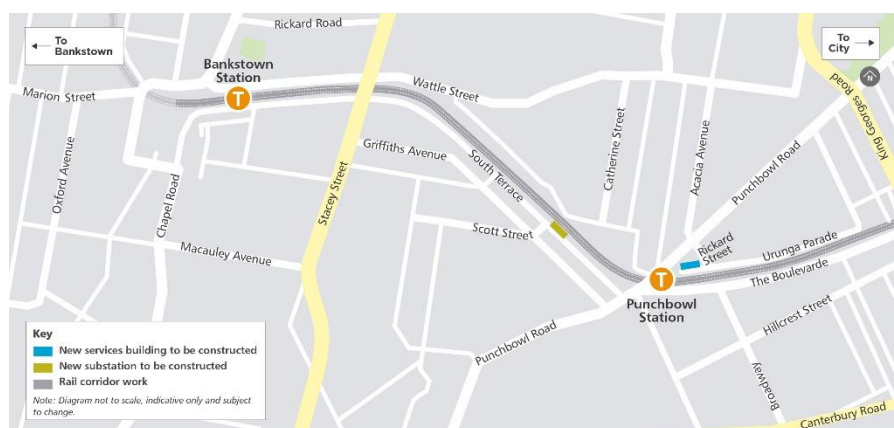 To
Bankstown
Rickard Road
To
City
N
Bankstown
Station
T
Marion Street
Wattle Street
King Georges Road
Oxford Avenue
Chapel Road
Stacey Street
Griffiths Avenue
South Terrace
Catherine Street
Acacia Avenue
Punchbowl Road
Scott Street
Macauley Avenue
Rickard
Street
Urunga Parade
The Boulevarde
T
Punchbowl
Station
Hillcrest Street
Punchbowl Road
Broadway
Canterbury Road
Key
New services building to be constructed
New substation to be constructed
Rail corridor work
Note: Diagram not to scale, indicative only and subject
to change.